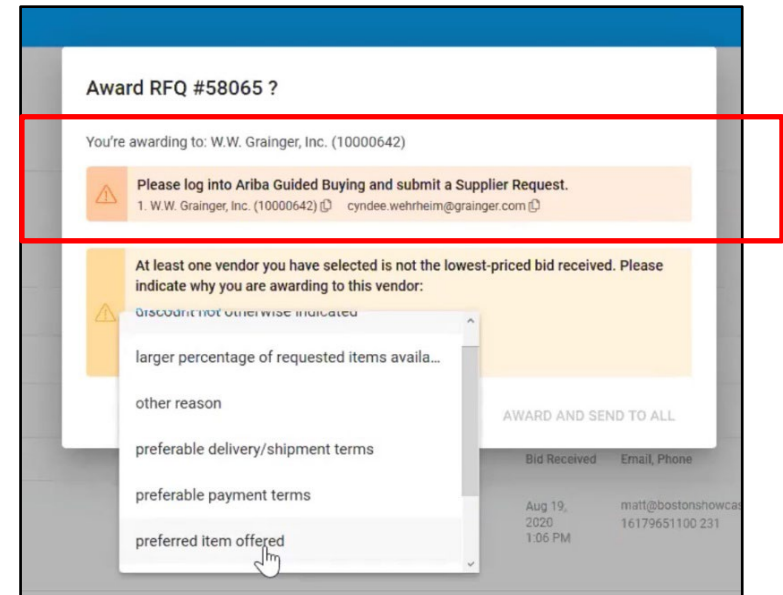 Award RFQ #58065 ?
You're awarding to: W.W. Grainger, Inc. (10000642)
Please log into Ariba Guided Buying and submit a Supplier Request.
1. W.W. Grainger, Inc. (10000642) cyndee.wehrheim@grainger.com
At least one vendor you have selected is not the lowest-priced bid received. Please
indicate why you are awarding to this vendor:
discount not otherwise indicated
larger percentage of requested items availa...
other reason
preferable delivery/shipment terms
preferable payment terms
preferred item offered
AWARD AND SEND TO ALL
Bid Received Email, Phone
Aug 19, matt@bostonshowcas
2020 16179651100 231
1:06 PM